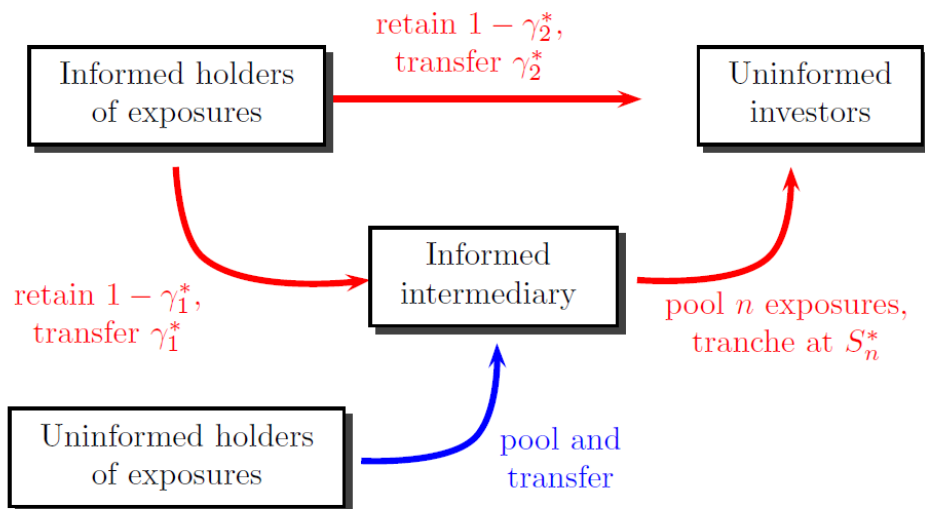 retain 1 − γ₂*,
transfer γ₂*
Informed holders
of exposures
Uninformed
investors
Informed
intermediary
retain 1 − γ₁*,
transfer γ₁*
pool n exposures,
tranche at Sₙ*
Uninformed holders
of exposures
pool and
transfer